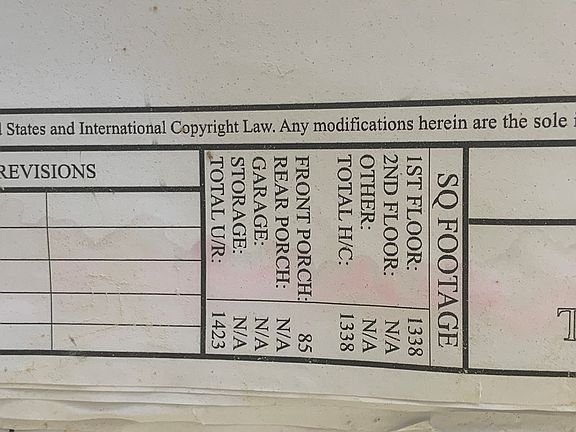 d States and International Copyright Law. Any modifications herein are the sole
REVISIONS
SQ FOOTAGE
1ST FLOOR: 1338
2ND FLOOR: N/A
OTHER: N/A
TOTAL H/C: 1338
FRONT PORCH: 85
REAR PORCH: N/A
GARAGE: N/A
STORAGE: N/A
TOTAL U/R: 1423